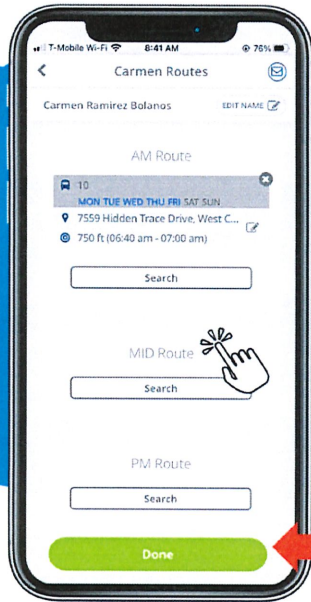 T-Mobile Wi-Fi 8:41 AM 76%
Carmen Routes
Carmen Ramirez Bolanos EDIT NAME
AM Route
10
MON TUE WED THU FRI SAT SUN
7559 Hidden Trace Drive, West C...
750 ft (06:40 am - 07:00 am)
Search
MID Route
Search
PM Route
Search
Done